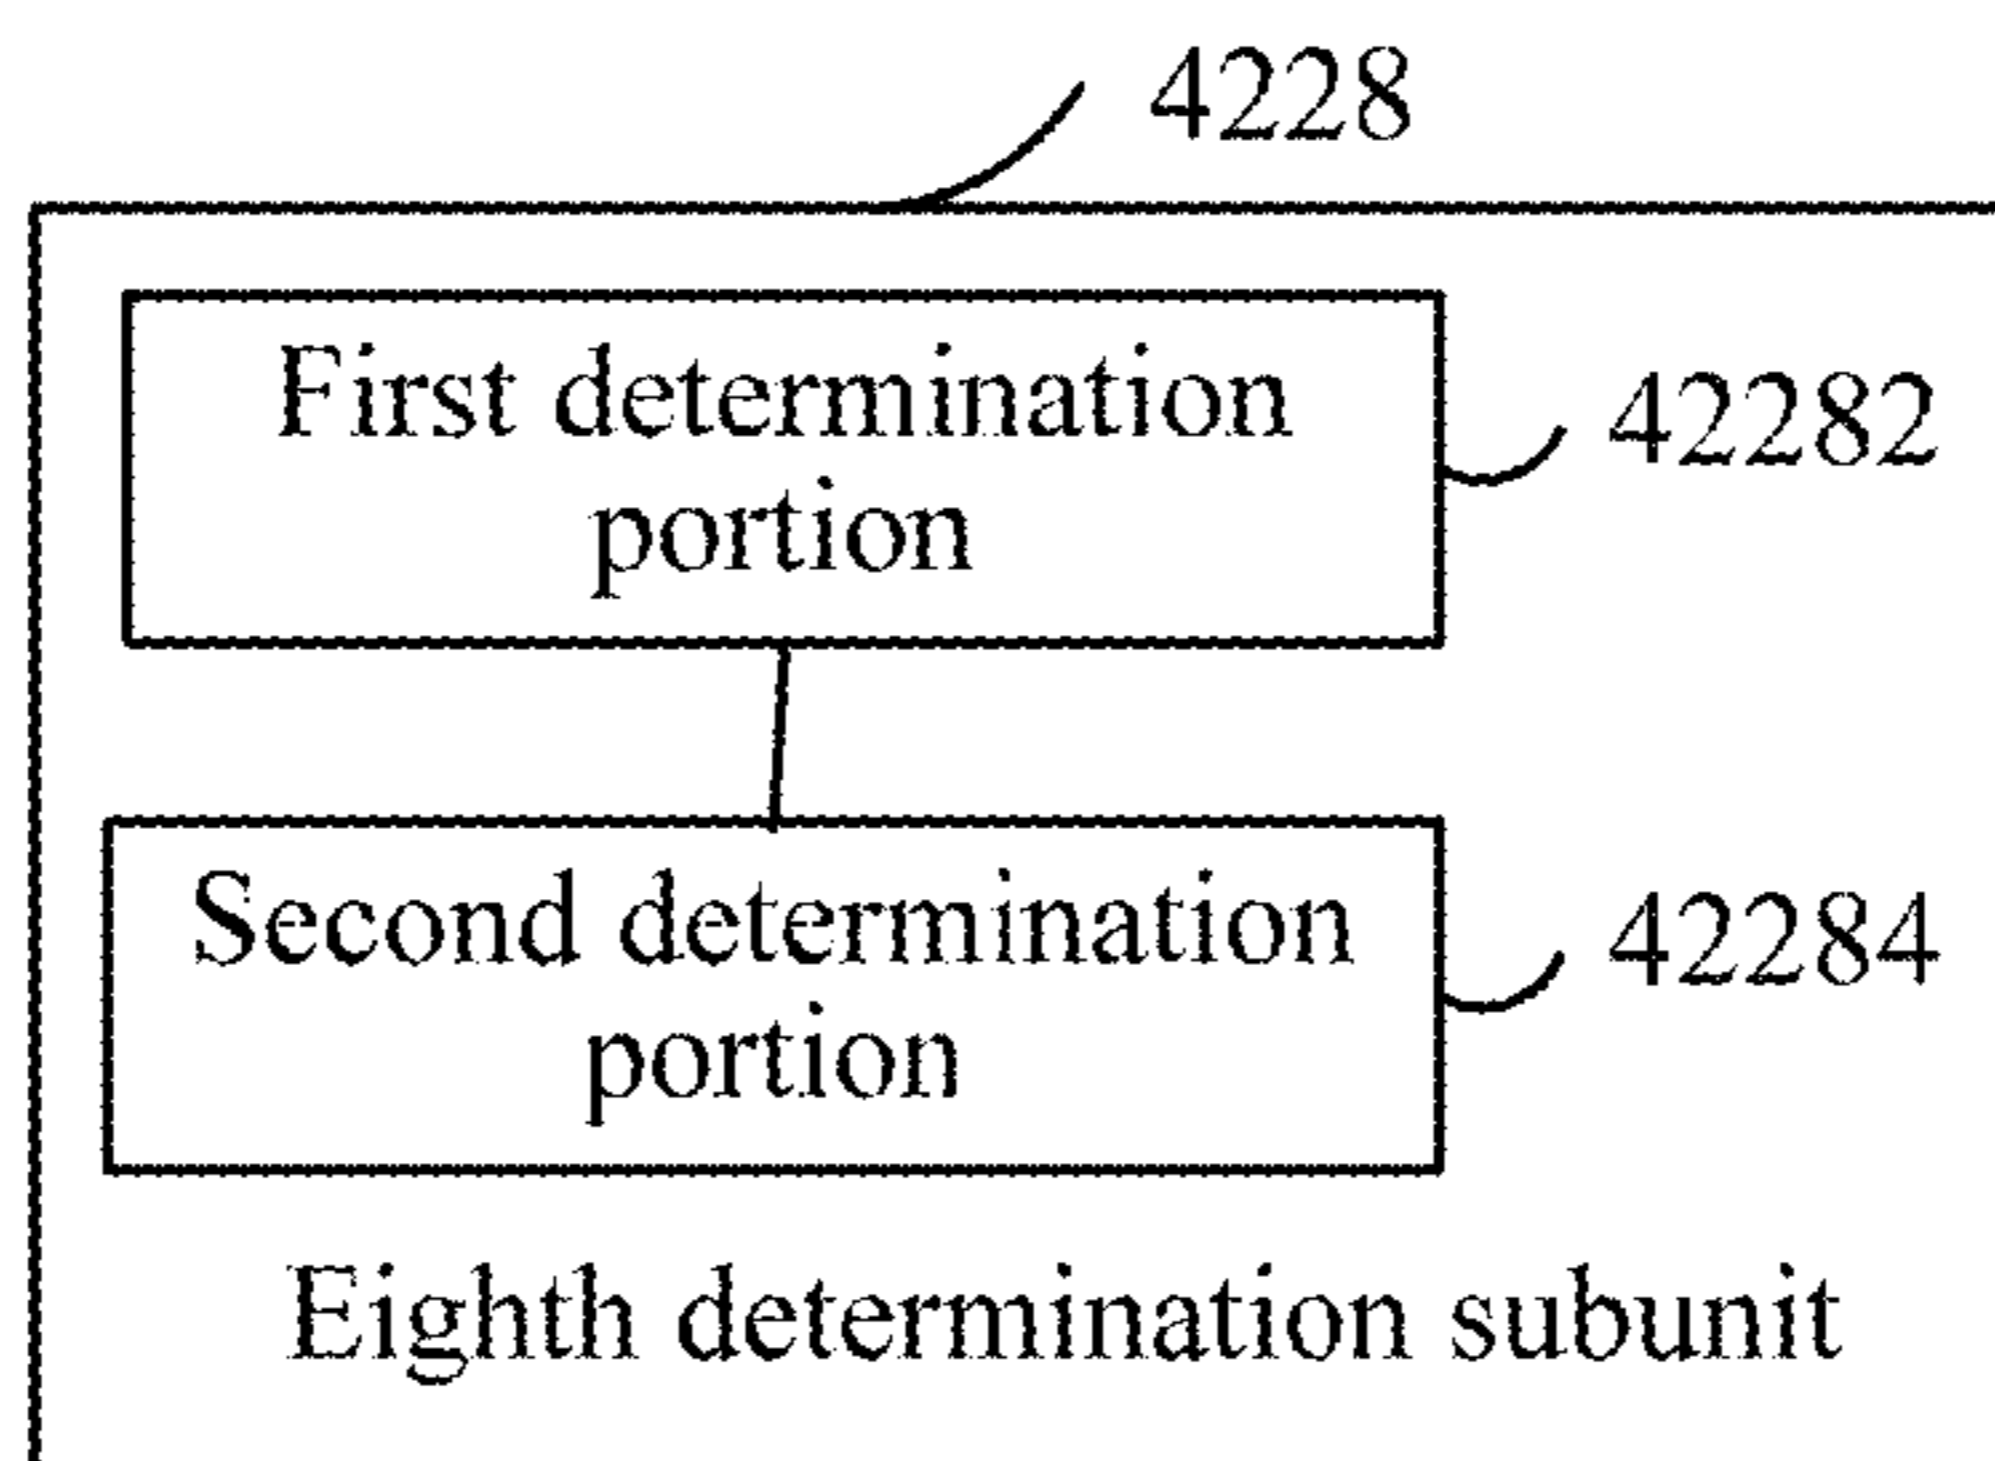 4228
First determination
portion
42282
Second determination
portion
42284
Eighth determination subunit